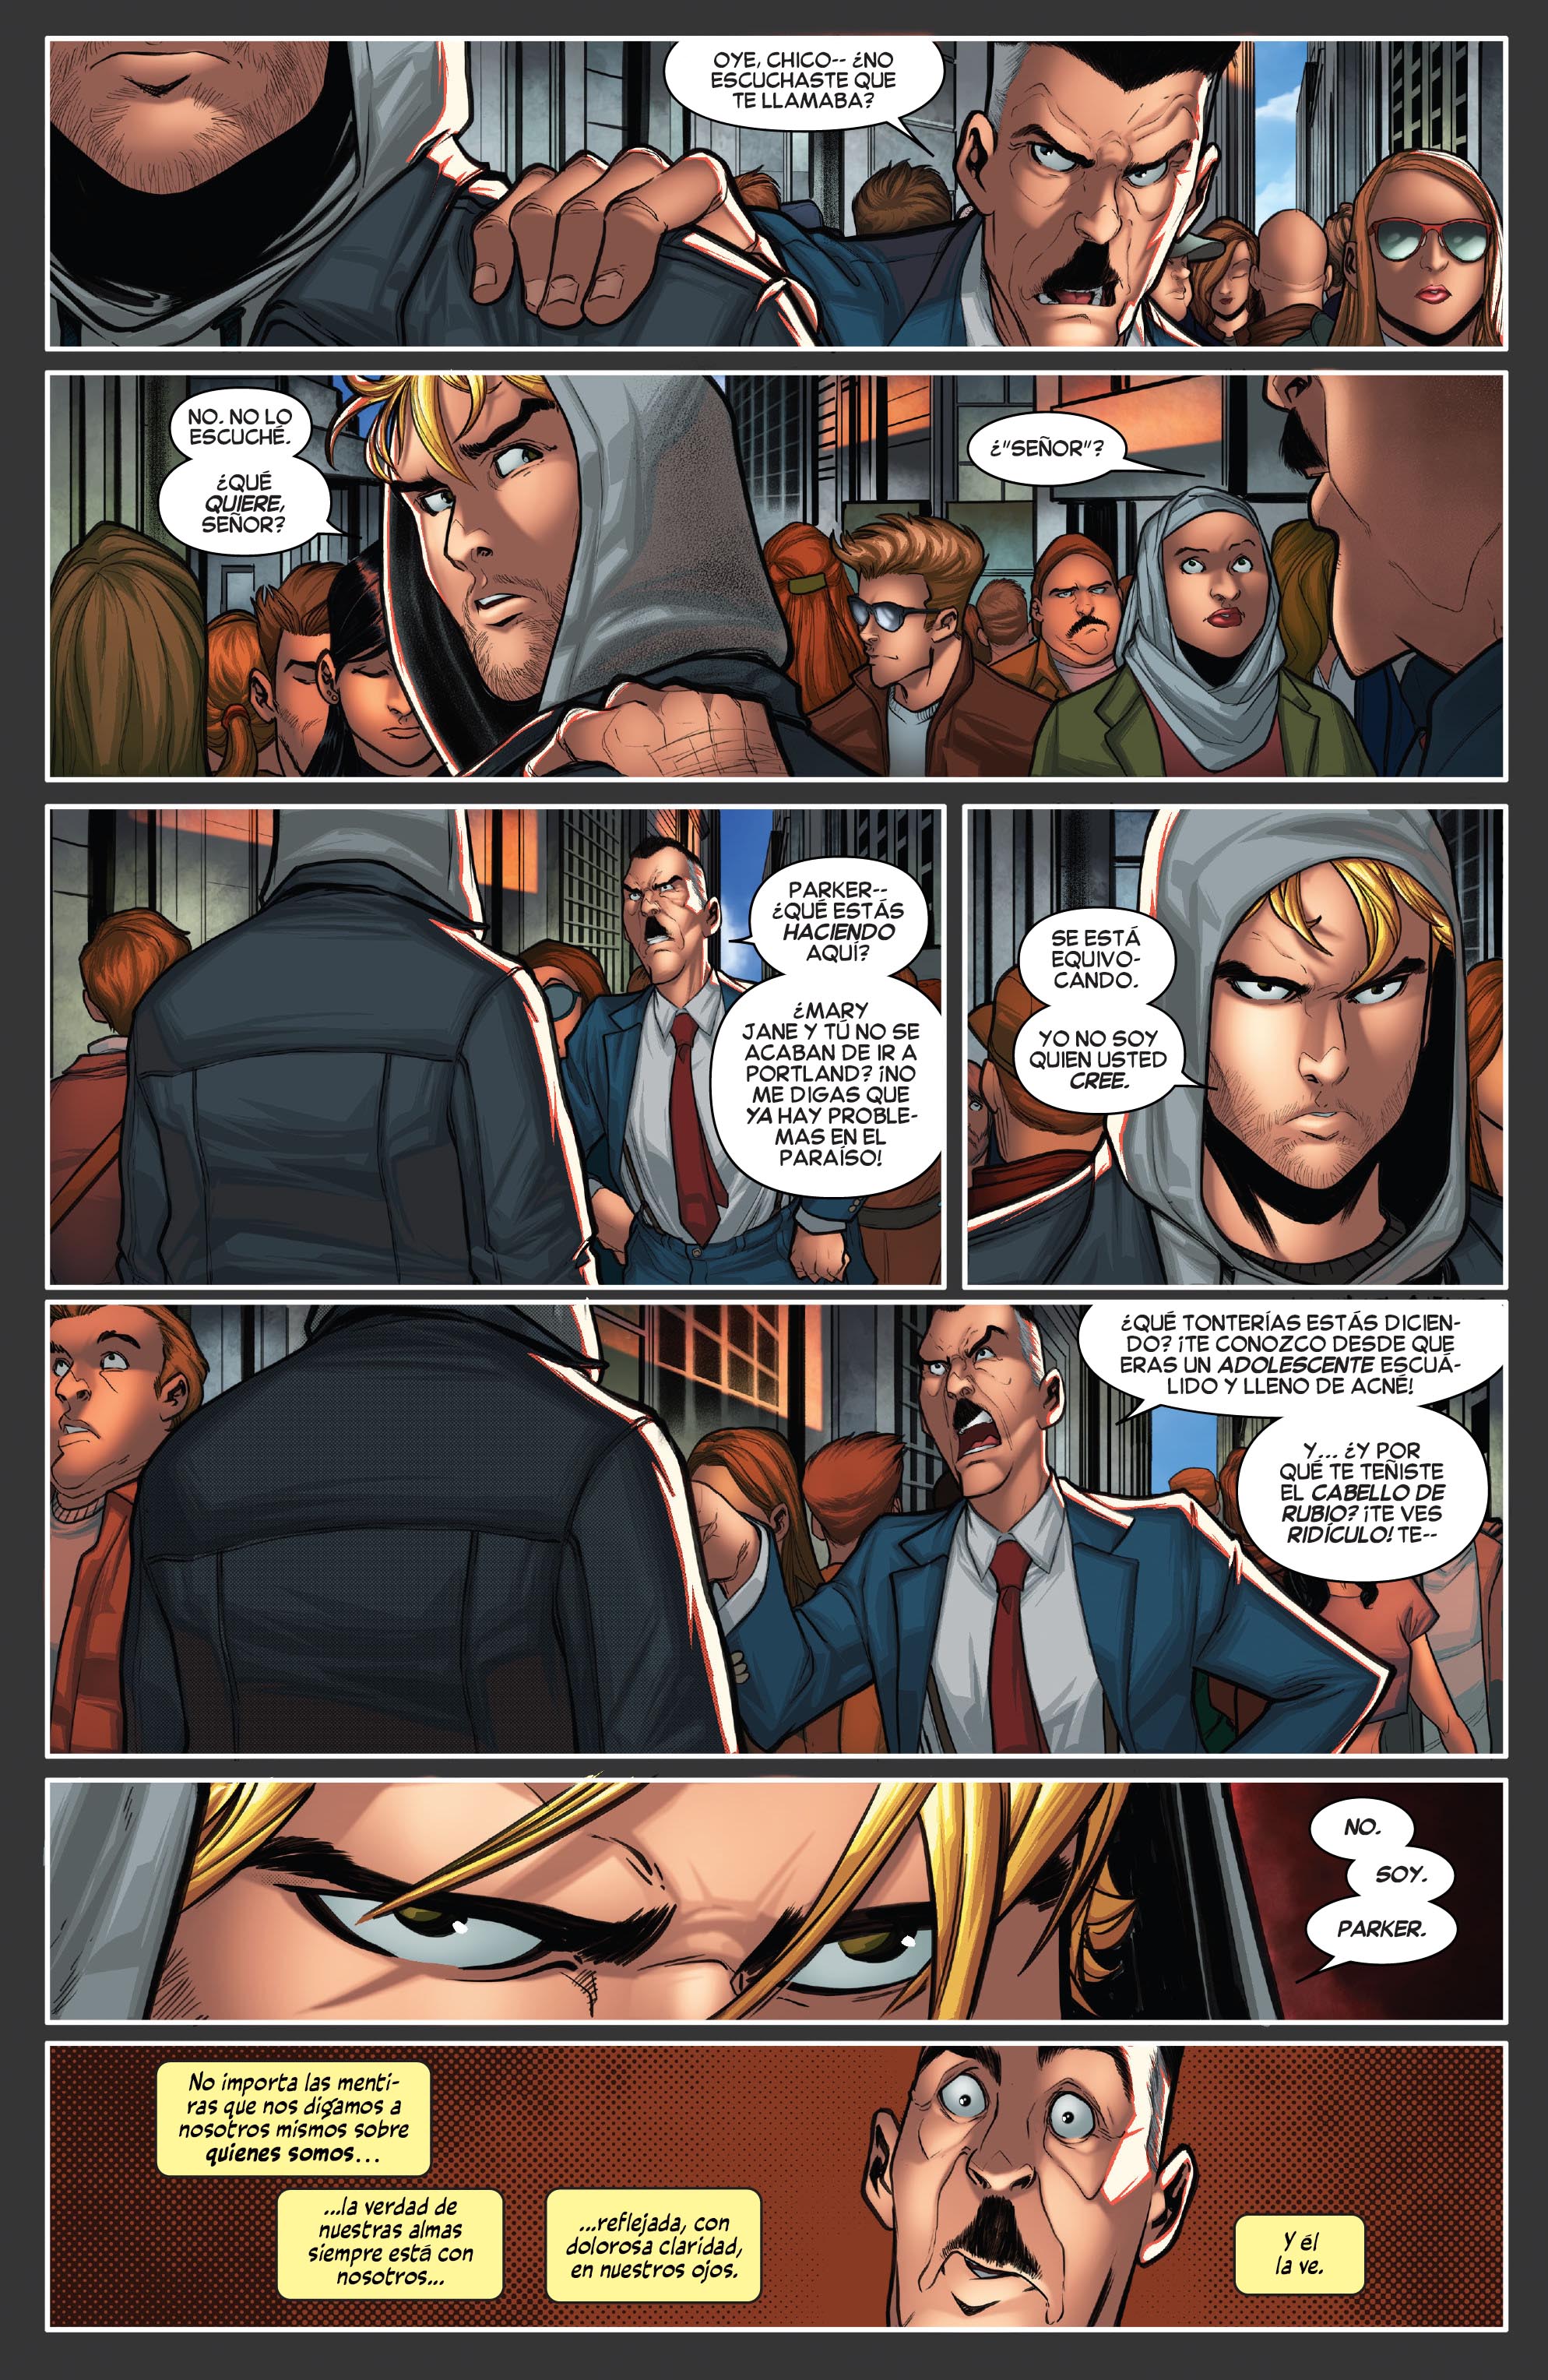 OYE, CHICO-- ¿NO
ESCUCHASTE QUE
TE LLAMABA?
NO. NO LO
ESCUCHÉ.
¿QUÉ
QUIERE,
SEÑOR?
¿"SEÑOR"?
PARKER--
¿QUÉ ESTÁS
HACIENDO
AQUÍ?
¿MARY
JANE Y TÚ NO SE
ACABAN DE IR A
PORTLAND? ¡NO
ME DIGAS QUE
YA HAY PROBLE-
MAS EN EL
PARAÍSO!
SE ESTÁ
EQUIVO-
CANDO.
YO NO SOY
QUIEN USTED
CREE.
¿QUÉ TONTERÍAS ESTÁS DICIEN-
DO? ¡TE CONOZCO DESDE QUE
ERAS UN ADOLESCENTE ESCUÁ-
LIDO Y LLENO DE ACNÉ!
Y... ¿Y POR
QUÉ TE TEÑISTE
EL CABELLO DE
RUBIO? ¡TE VES
RIDÍCULO! TE--
NO.
SOY.
PARKER.
No importa las menti-
ras que nos digamos a
nosotros mismos sobre
quienes somos...
...la verdad de
nuestras almas
siempre está con
nosotros...
...reflejada, con
dolorosa claridad,
en nuestros ojos.
Y él
la ve.